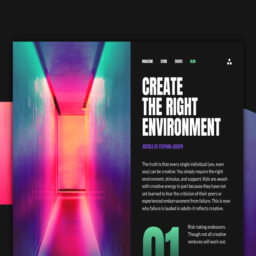 MAGAZINE STORE EVENTS BLOG
CREATE
THE RIGHT
ENVIRONMENT
ARTICLE BY STEPHAN JOSEPH
The truth is that every single individual (yes, even
you) can be creative. You simply require the right
environment, stimulus, and support. Kids are awash
with creative energy in part because they have not
yet learned to fear the criticism of their peers or
experienced embarrassment from failure. This is now
why failure is lauded in adults-it reflects creative.
01
Risk taking endeavors.
Though not all creative
ventures will work out.